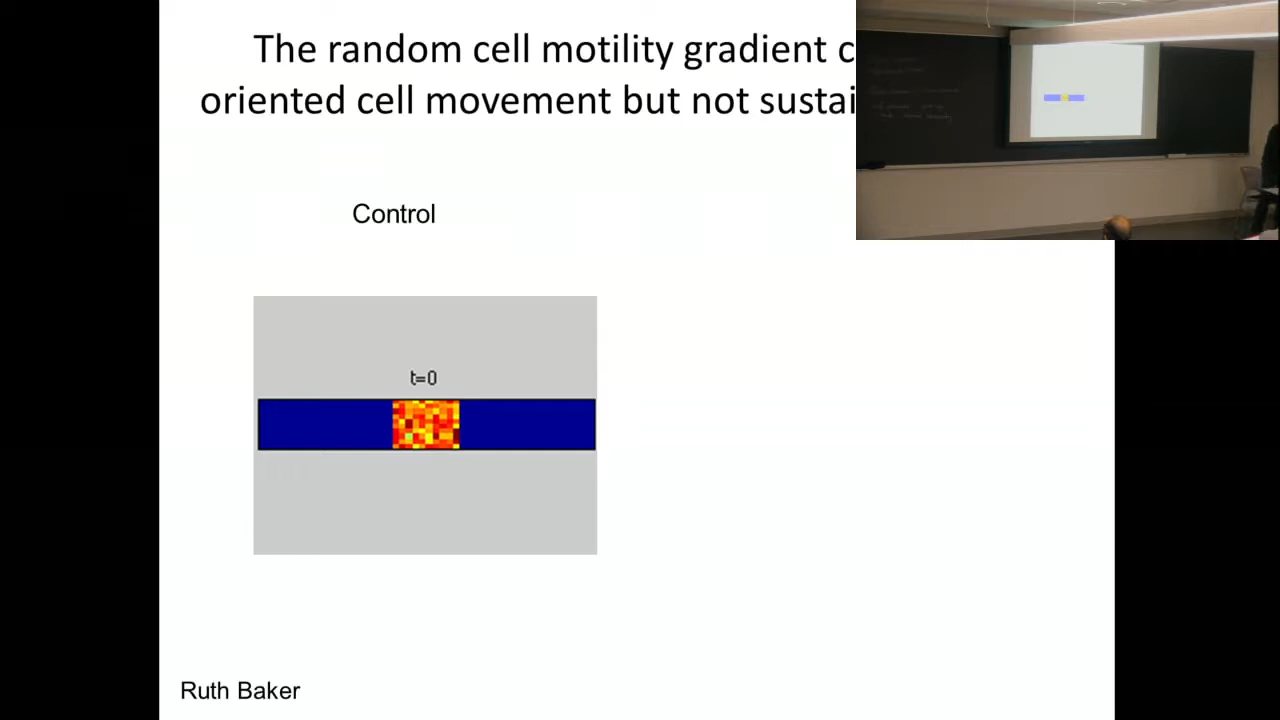 The random cell motility gradient c
oriented cell movement but not sustai
Control
t=0
Ruth Baker